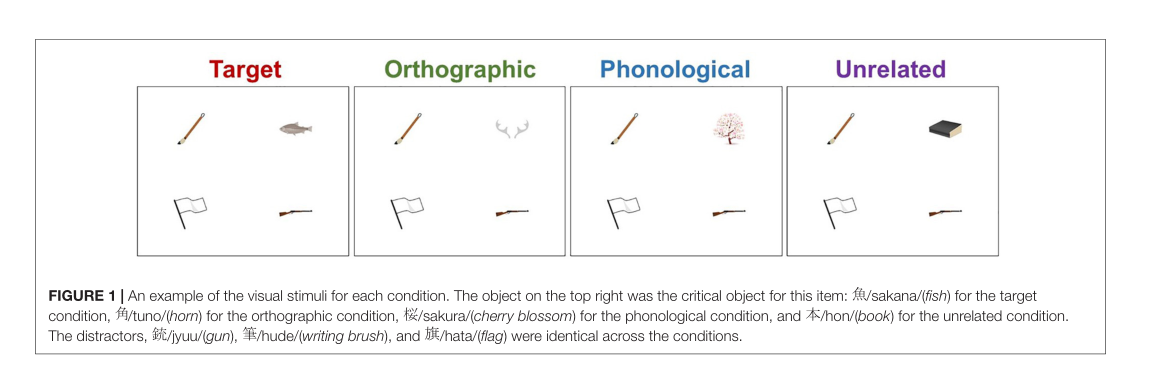 Target Orthographic Phonological Unrelated
FIGURE 1 | An example of the visual stimuli for each condition. The object on the top right was the critical object for this item: 魚/sakana/(fish) for the target
condition, 角/tuno/(horn) for the orthographic condition, 桜/sakura/(cherry blossom) for the phonological condition, and 本/hon/(book) for the unrelated condition.
The distractors, 銃/jyuu/(gun), 筆/hude/(writing brush), and 旗/hata/(flag) were identical across the conditions.